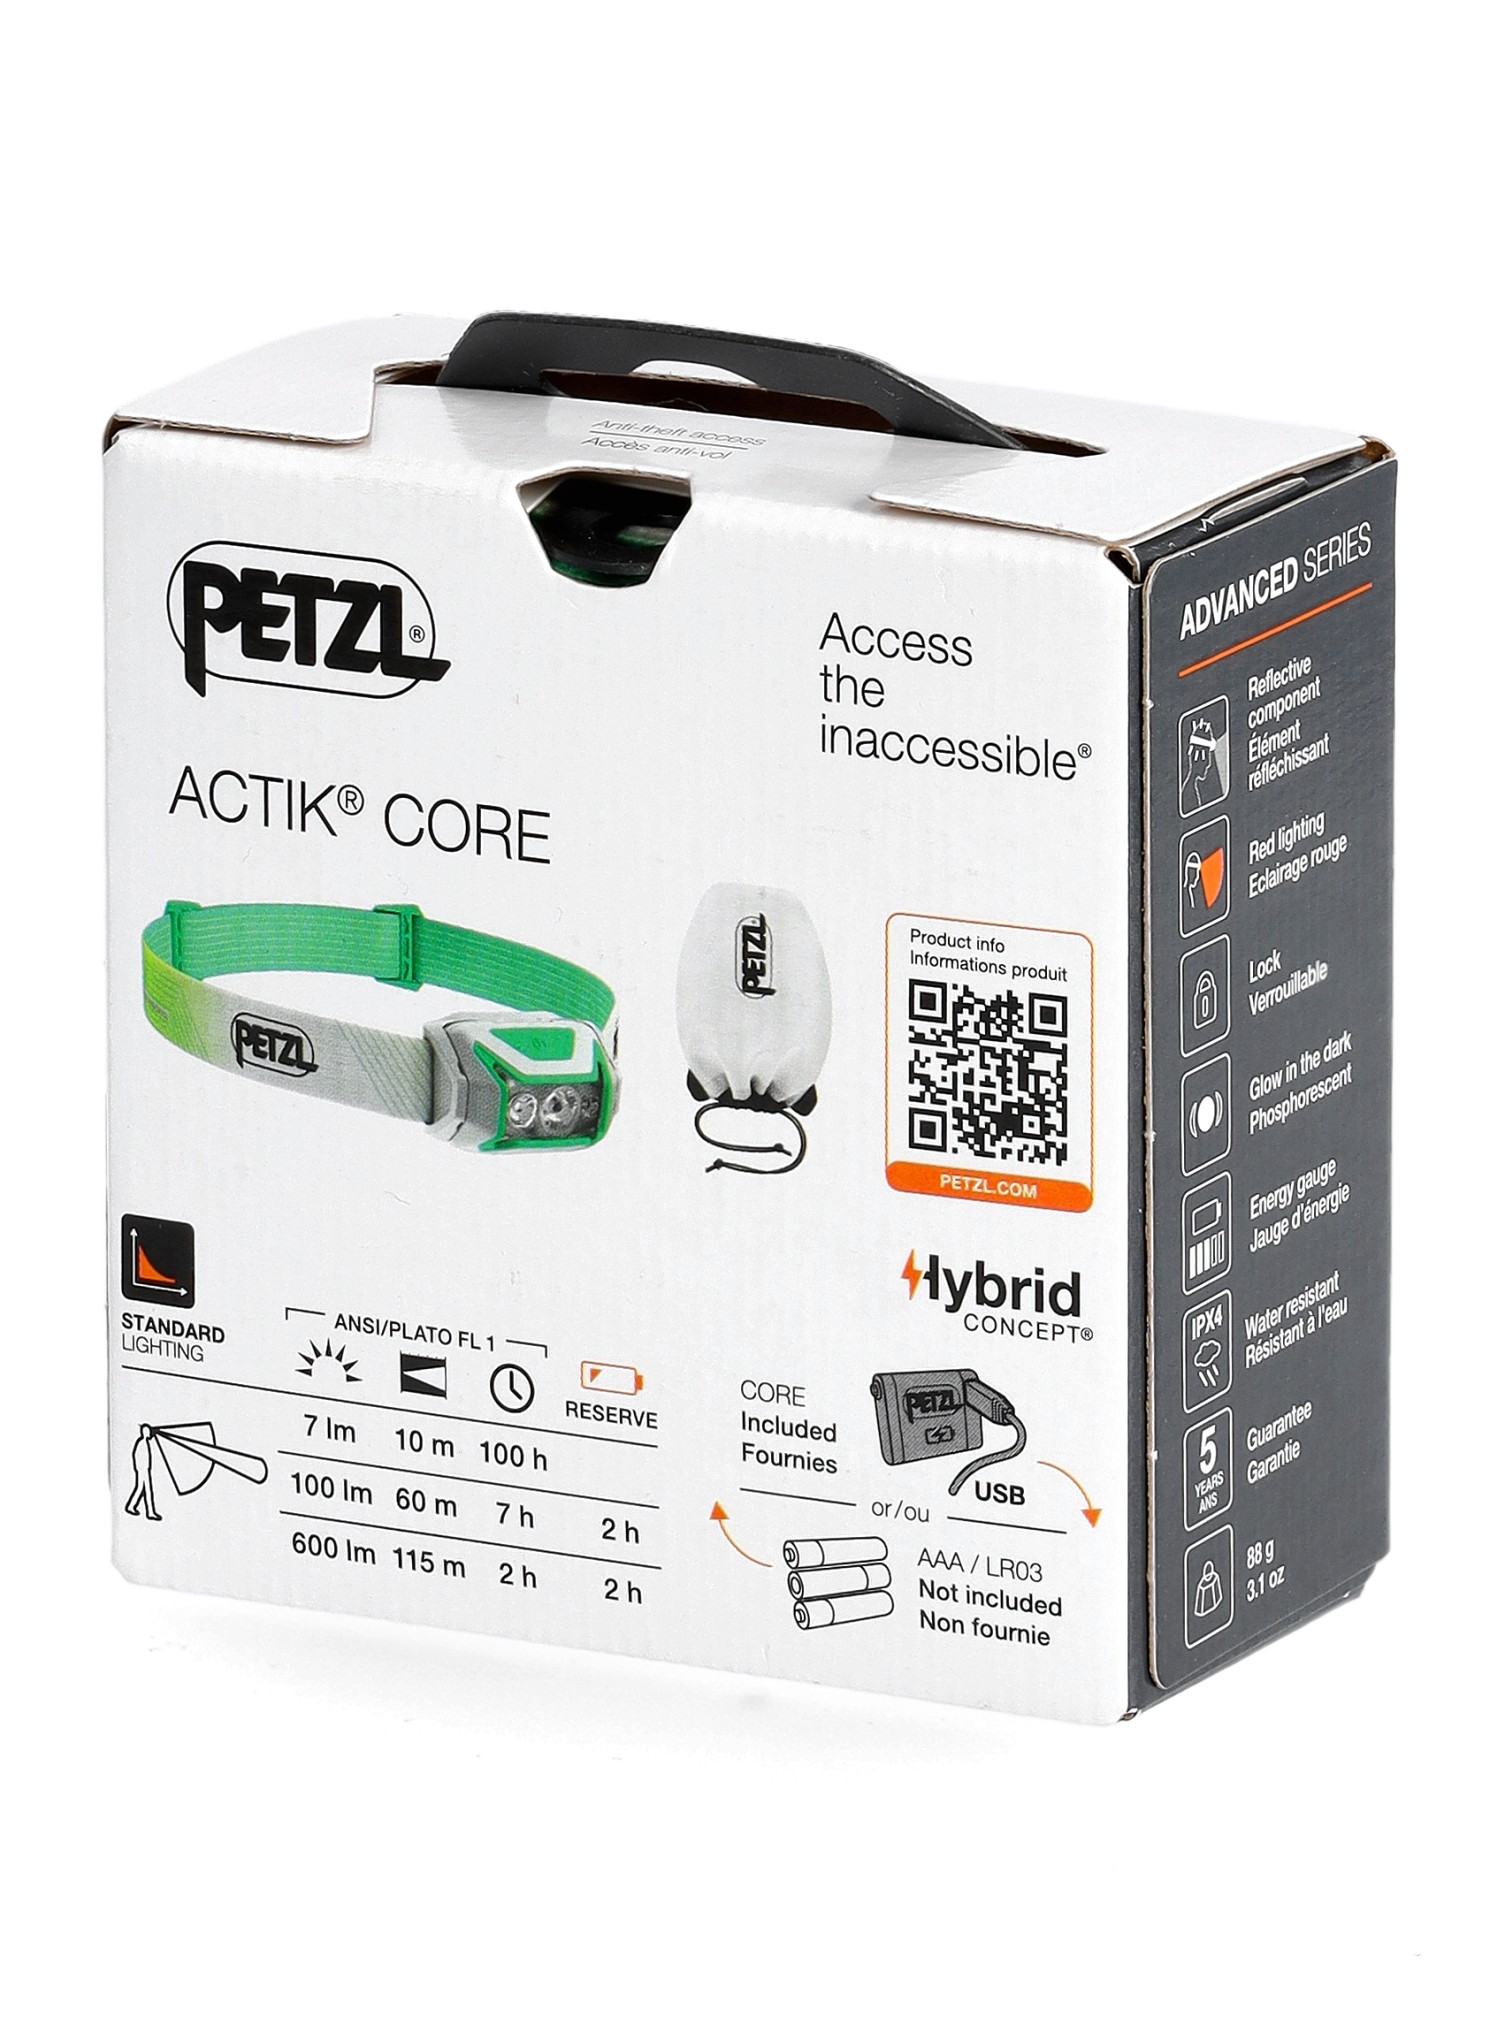 Anti-theft access
Accès anti-vol
PETZL®
Access
the
inaccessible®
ACTIK® CORE
PETZL
PETZL
Product info
Informations produit
PETZL.COM
Hybrid
CONCEPT®
STANDARD
LIGHTING
ANSI/PLATO FL 1
RESERVE
7 lm 10 m 100 h
100 lm 60 m 7 h 2 h
600 lm 115 m 2 h 2 h
CORE
Included
Fournies
PETZL
USB
or/ou
AAA / LR03
Not included
Non fournie
ADVANCED SERIES
Reflective
component
Élément
réfléchissant
Red lighting
Eclairage rouge
Lock
Verrouillable
Glow in the dark
Phosphorescent
Energy gauge
Jauge d'énergie
IPX4
Water resistant
Résistant à l'eau
5
YEARS
ANS
Guarantee
Garantie
88 g
3.1 oz